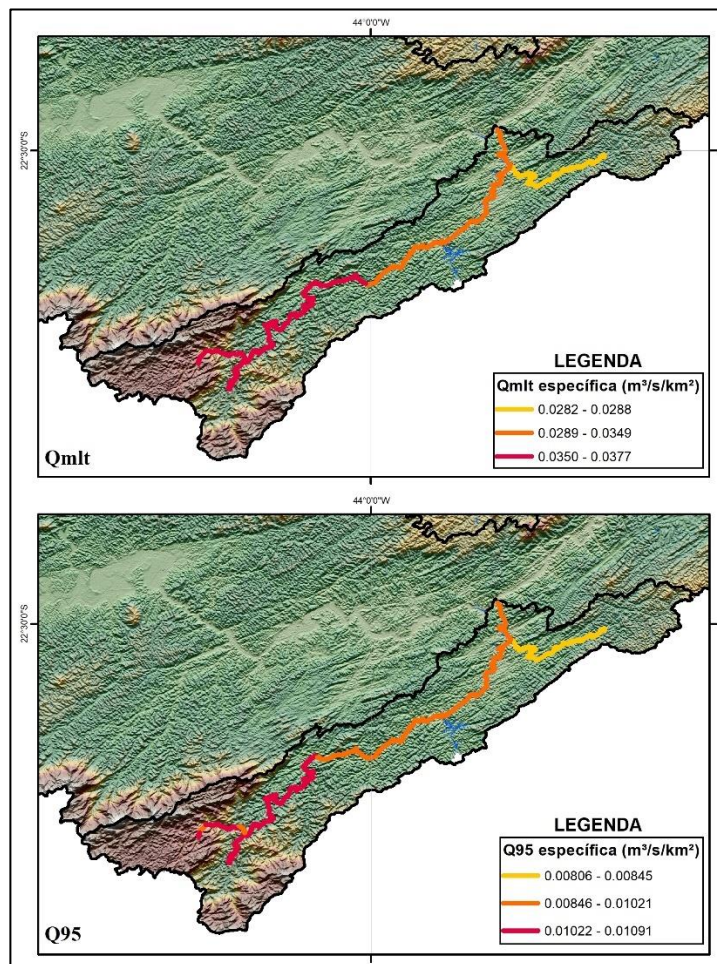 44°0'0"W
22°30'0"S
LEGENDA
Qmlt específica (m³/s/km²)
0.0282 - 0.0288
0.0289 - 0.0349
0.0350 - 0.0377
Qmlt
44°0'0"W
22°30'0"S
LEGENDA
Q95 específica (m³/s/km²)
0.00806 - 0.00845
0.00846 - 0.01021
0.01022 - 0.01091
Q95